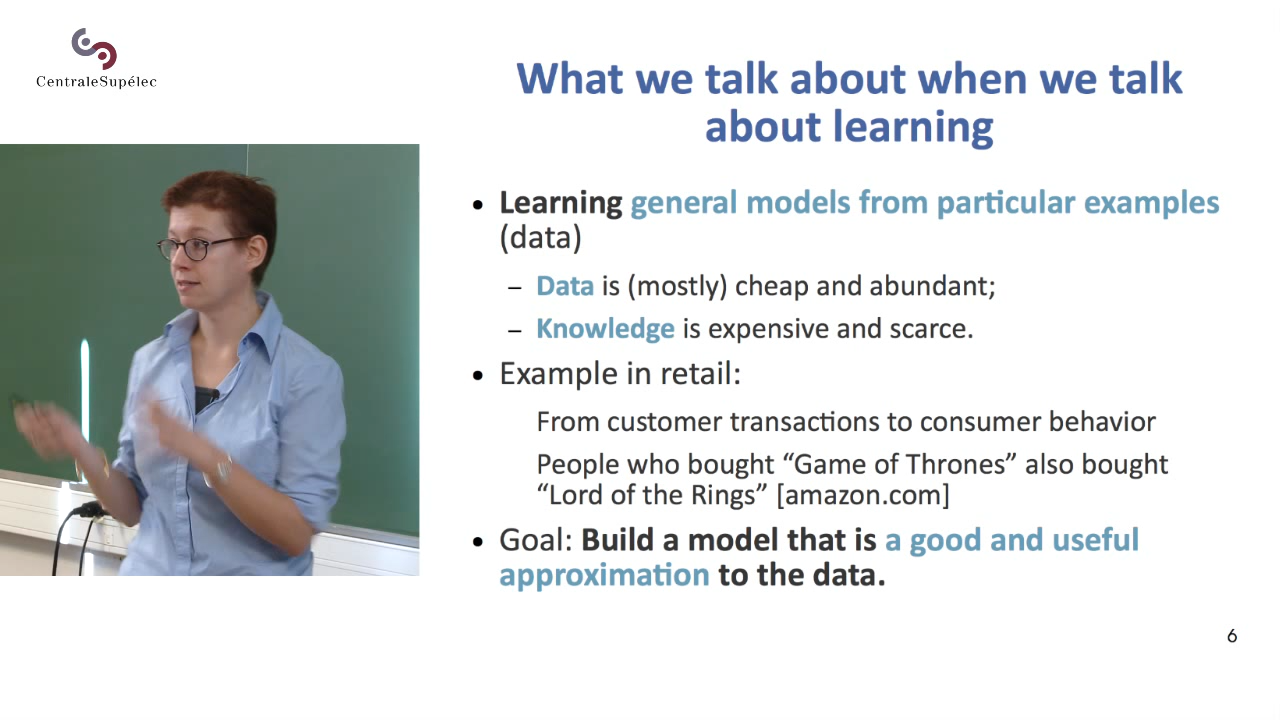 CentraleSupélec
What we talk about when we talk
about learning
• Learning general models from particular examples
(data)
– Data is (mostly) cheap and abundant;
– Knowledge is expensive and scarce.
• Example in retail:
From customer transactions to consumer behavior
People who bought “Game of Thrones” also bought
“Lord of the Rings” [amazon.com]
• Goal: Build a model that is a good and useful
approximation to the data.
6